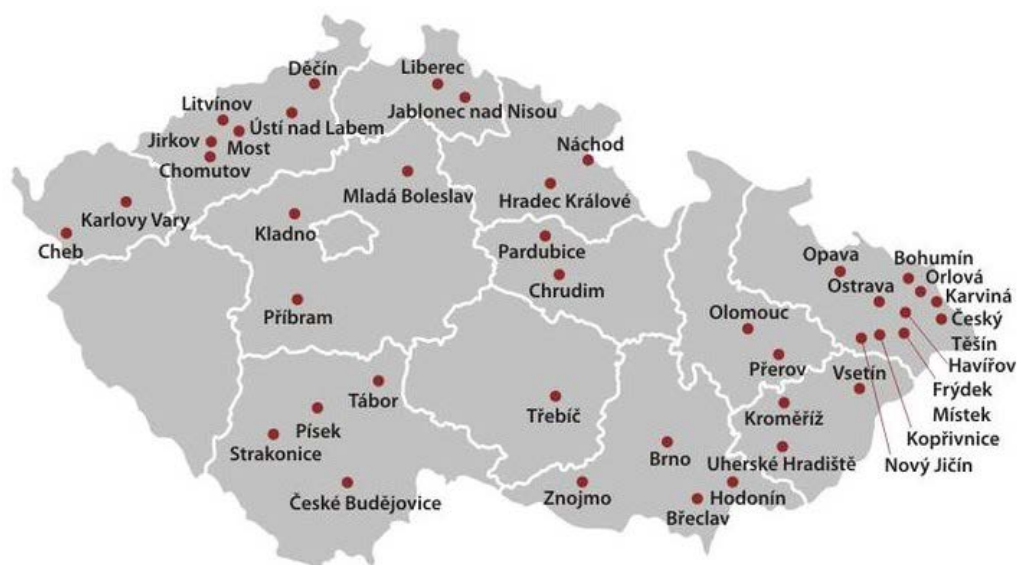 Děčín
Liberec
Litvínov
Jablonec nad Nisou
Ústí nad Labem
Jirkov
Most
Náchod
Chomutov
Mladá Boleslav
Hradec Králové
Karlovy Vary
Kladno
Cheb
Pardubice
Opava
Bohumín
Orlová
Ostrava
Karviná
Chrudim
Příbram
Olomouc
Český
Těšín
Havířov
Přerov
Vsetín
Frýdek
Místek
Tábor
Třebíč
Kroměříž
Písek
Kopřivnice
Strakonice
Brno
Uherské Hradiště
Nový Jičín
České Budějovice
Znojmo
Hodonín
Břeclav